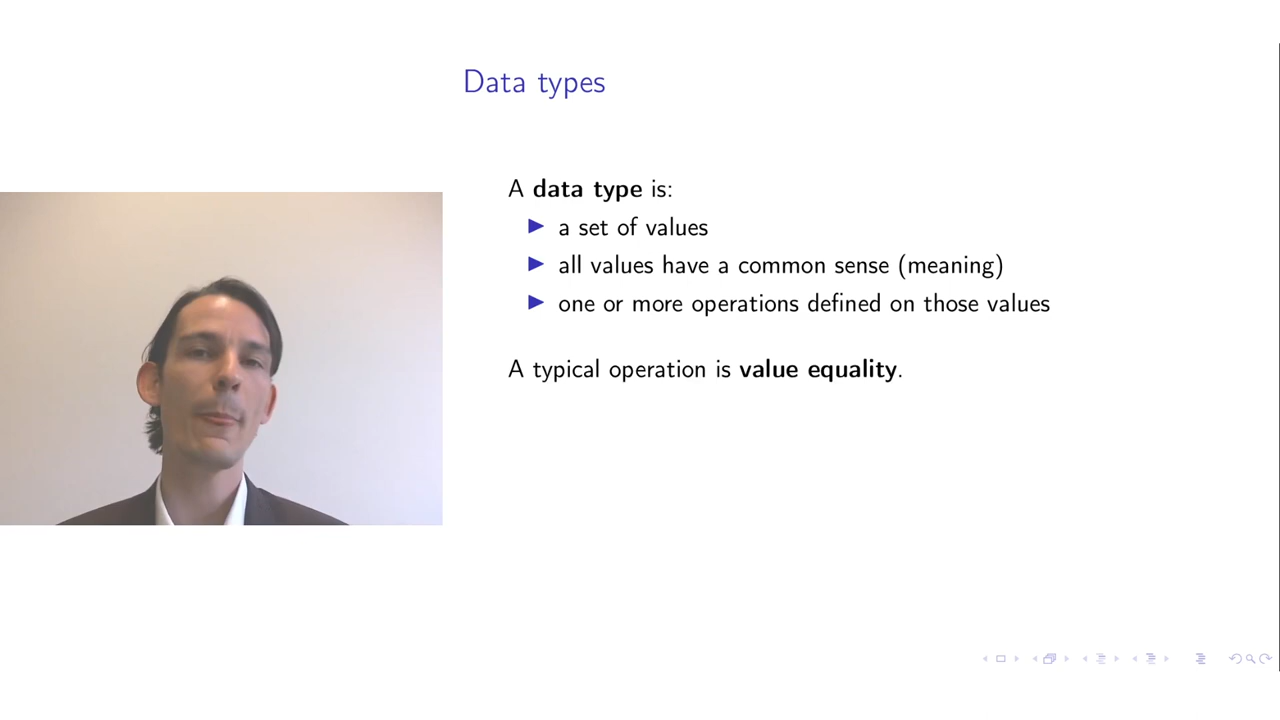 Data types
A data type is:
a set of values
all values have a common sense (meaning)
one or more operations defined on those values
A typical operation is value equality.